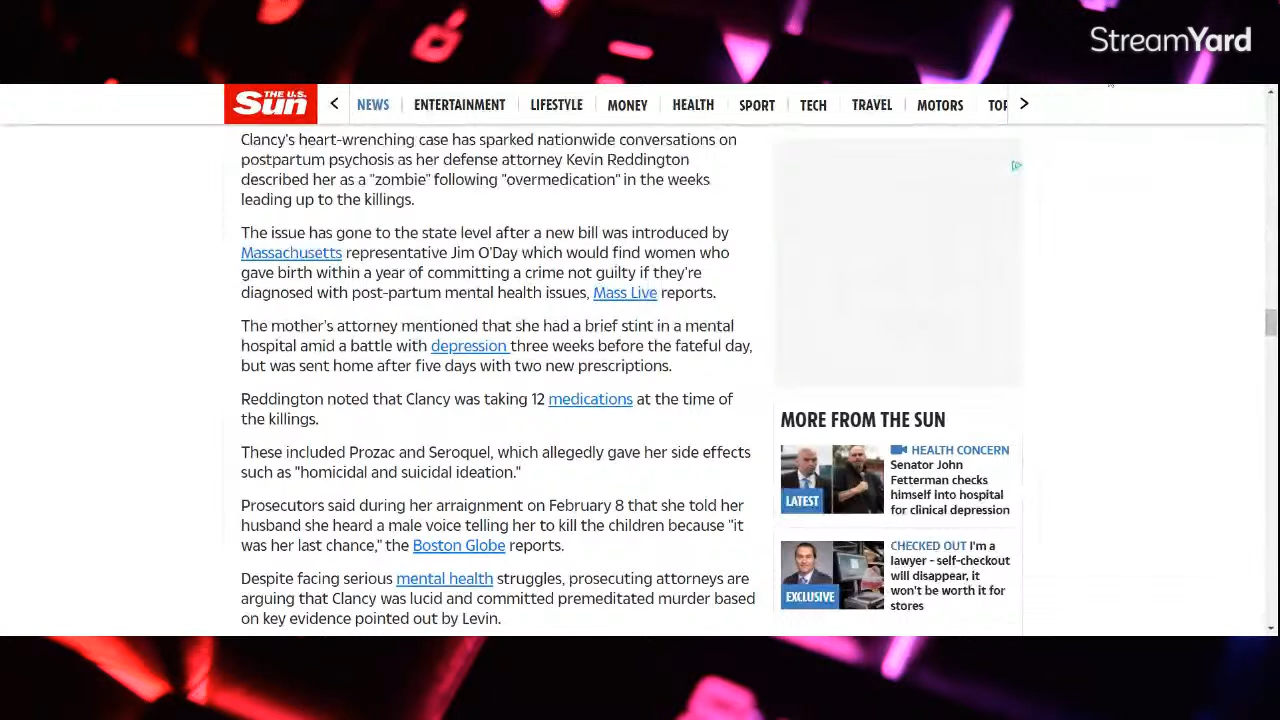 StreamYard
THE U.S.
Sun
< NEWS ENTERTAINMENT LIFESTYLE MONEY HEALTH SPORT TECH TRAVEL MOTORS TOP >
Clancy's heart-wrenching case has sparked nationwide conversations on
postpartum psychosis as her defense attorney Kevin Reddington
described her as a "zombie" following "overmedication" in the weeks
leading up to the killings.
The issue has gone to the state level after a new bill was introduced by
Massachusetts representative Jim O'Day which would find women who
gave birth within a year of committing a crime not guilty if they're
diagnosed with post-partum mental health issues, Mass Live reports.
The mother's attorney mentioned that she had a brief stint in a mental
hospital amid a battle with depression three weeks before the fateful day,
but was sent home after five days with two new prescriptions.
Reddington noted that Clancy was taking 12 medications at the time of
the killings.
These included Prozac and Seroquel, which allegedly gave her side effects
such as "homicidal and suicidal ideation."
Prosecutors said during her arraignment on February 8 that she told her
husband she heard a male voice telling her to kill the children because "it
was her last chance," the Boston Globe reports.
Despite facing serious mental health struggles, prosecuting attorneys are
arguing that Clancy was lucid and committed premeditated murder based
on key evidence pointed out by Levin.
MORE FROM THE SUN
LATEST
HEALTH CONCERN
Senator John
Fetterman checks
himself into hospital
for clinical depression
EXCLUSIVE
CHECKED OUT I'm a
lawyer - self-checkout
will disappear, it
won't be worth it for
stores